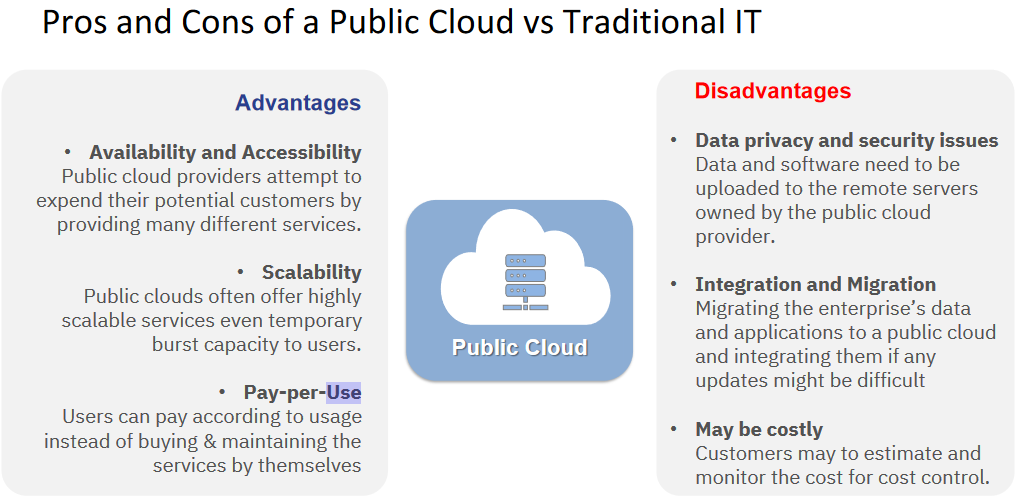 Pros and Cons of a Public Cloud vs Traditional IT
Advantages
• Availability and Accessibility
Public cloud providers attempt to
expend their potential customers by
providing many different services.
• Scalability
Public clouds often offer highly
scalable services even temporary
burst capacity to users.
• Pay-per-Use
Users can pay according to usage
instead of buying & maintaining the
services by themselves
Public Cloud
Disadvantages
• Data privacy and security issues
Data and software need to be
uploaded to the remote servers
owned by the public cloud
provider.
• Integration and Migration
Migrating the enterprise’s data
and applications to a public cloud
and integrating them if any
updates might be difficult
• May be costly
Customers may to estimate and
monitor the cost for cost control.